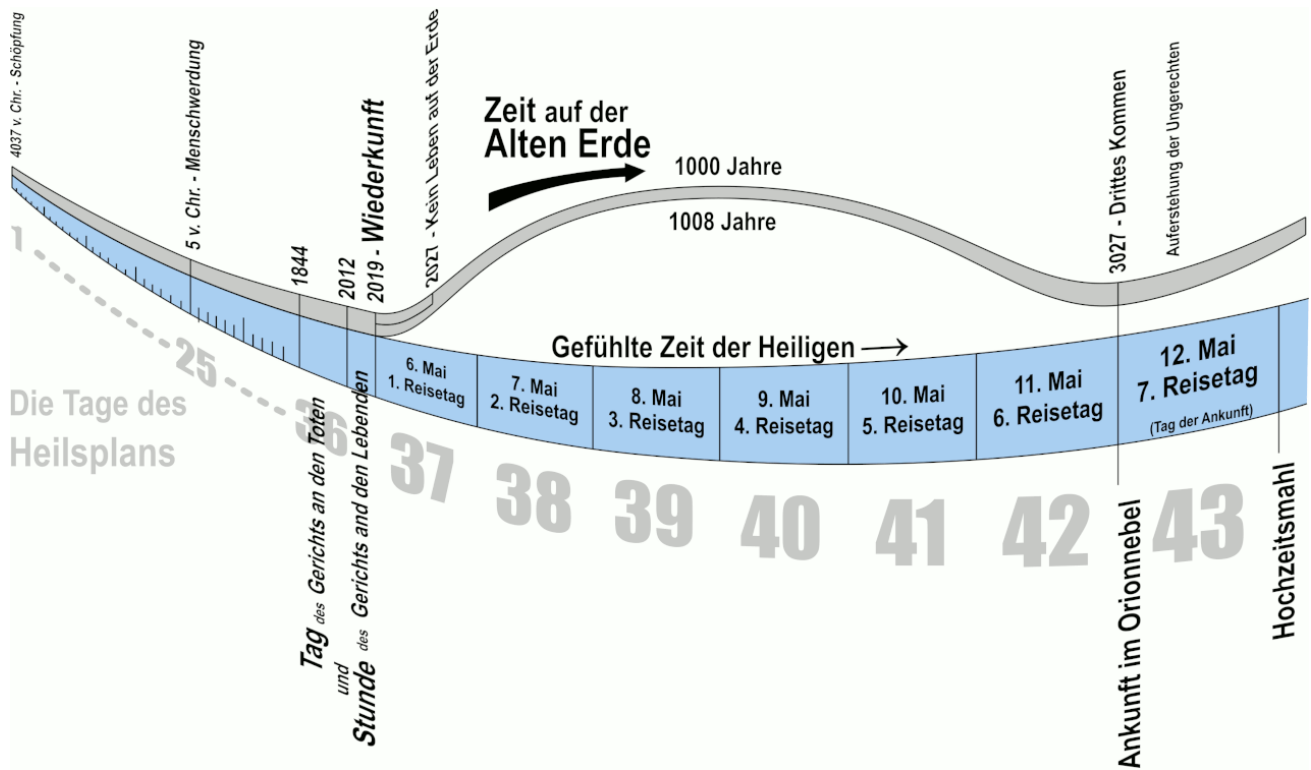 4037 v. Chr. - Schöpfung
5 v. Chr. - Menschwerdung
1844
2012
2019 - Wiederkunft
2027 - Kein Leben auf der Erde
Zeit auf der
Alten Erde
1000 Jahre
1008 Jahre
3027 - Drittes Kommen
Auferstehung der Ungerechten
Gefühlte Zeit der Heiligen
6. Mai
1. Reisetag
7. Mai
2. Reisetag
8. Mai
3. Reisetag
9. Mai
4. Reisetag
10. Mai
5. Reisetag
11. Mai
6. Reisetag
12. Mai
7. Reisetag
(Tag der Ankunft)
1
25
36
37
38
39
40
41
42
43
Die Tage des
Heilsplans
Tag des Gerichts an den Toten
und
Stunde des Gerichts and den Lebenden
Ankunft im Orionnebel
Hochzeitsmahl